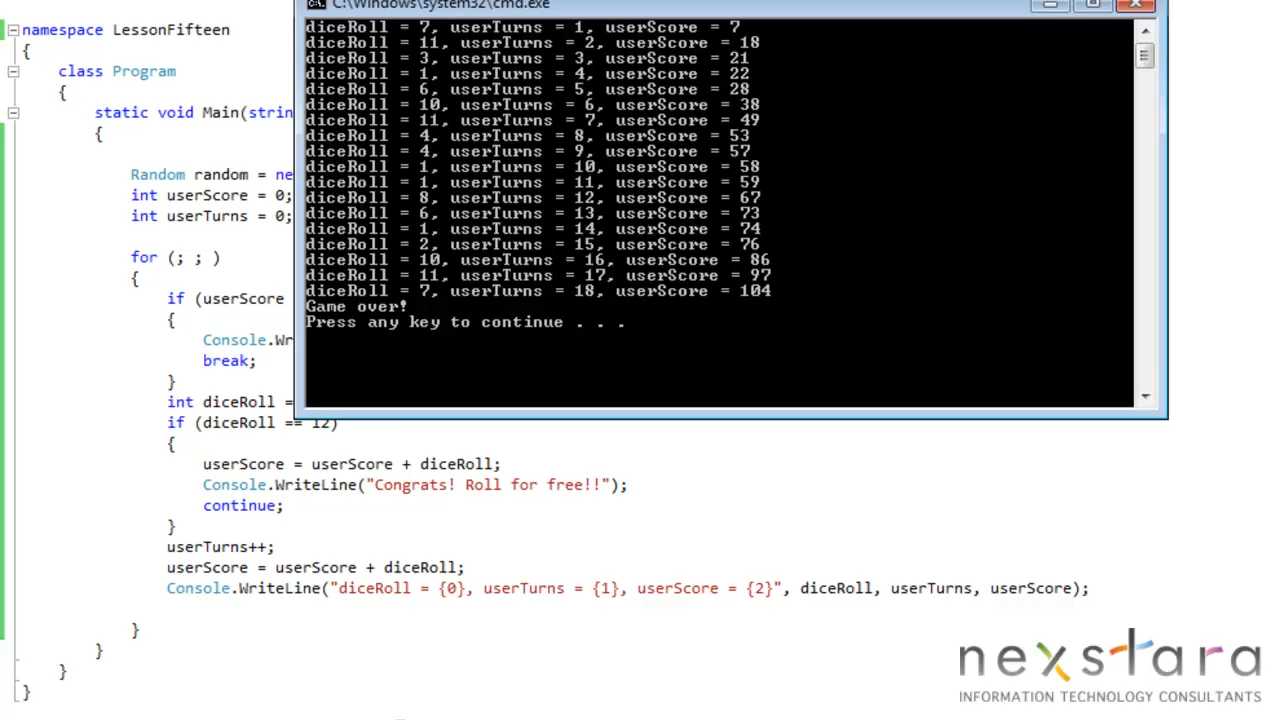 C:\Windows\system32\cmd.exe
diceRoll = 7, userTurns = 1, userScore = 7
diceRoll = 11, userTurns = 2, userScore = 18
diceRoll = 3, userTurns = 3, userScore = 21
diceRoll = 1, userTurns = 4, userScore = 22
diceRoll = 6, userTurns = 5, userScore = 28
diceRoll = 10, userTurns = 6, userScore = 38
diceRoll = 11, userTurns = 7, userScore = 49
diceRoll = 4, userTurns = 8, userScore = 53
diceRoll = 4, userTurns = 9, userScore = 57
diceRoll = 1, userTurns = 10, userScore = 58
diceRoll = 1, userTurns = 11, userScore = 59
diceRoll = 8, userTurns = 12, userScore = 67
diceRoll = 6, userTurns = 13, userScore = 73
diceRoll = 1, userTurns = 14, userScore = 74
diceRoll = 2, userTurns = 15, userScore = 76
diceRoll = 10, userTurns = 16, userScore = 86
diceRoll = 11, userTurns = 17, userScore = 97
diceRoll = 7, userTurns = 18, userScore = 104
Game over!
Press any key to continue . . .
namespace LessonFifteen
{
class Program
{
static void Main(strin
{
Random random = ne
int userScore = 0;
int userTurns = 0;
for (; ; )
{
if (userScore
{
Console.Wr
break;
}
int diceRoll =
if (diceRoll == 12)
{
userScore = userScore + diceRoll;
Console.WriteLine("Congrats! Roll for free!!");
continue;
}
userTurns++;
userScore = userScore + diceRoll;
Console.WriteLine("diceRoll = {0}, userTurns = {1}, userScore = {2}", diceRoll, userTurns, userScore);
}
}
}
}
nexstara
INFORMATION TECHNOLOGY CONSULTANTS